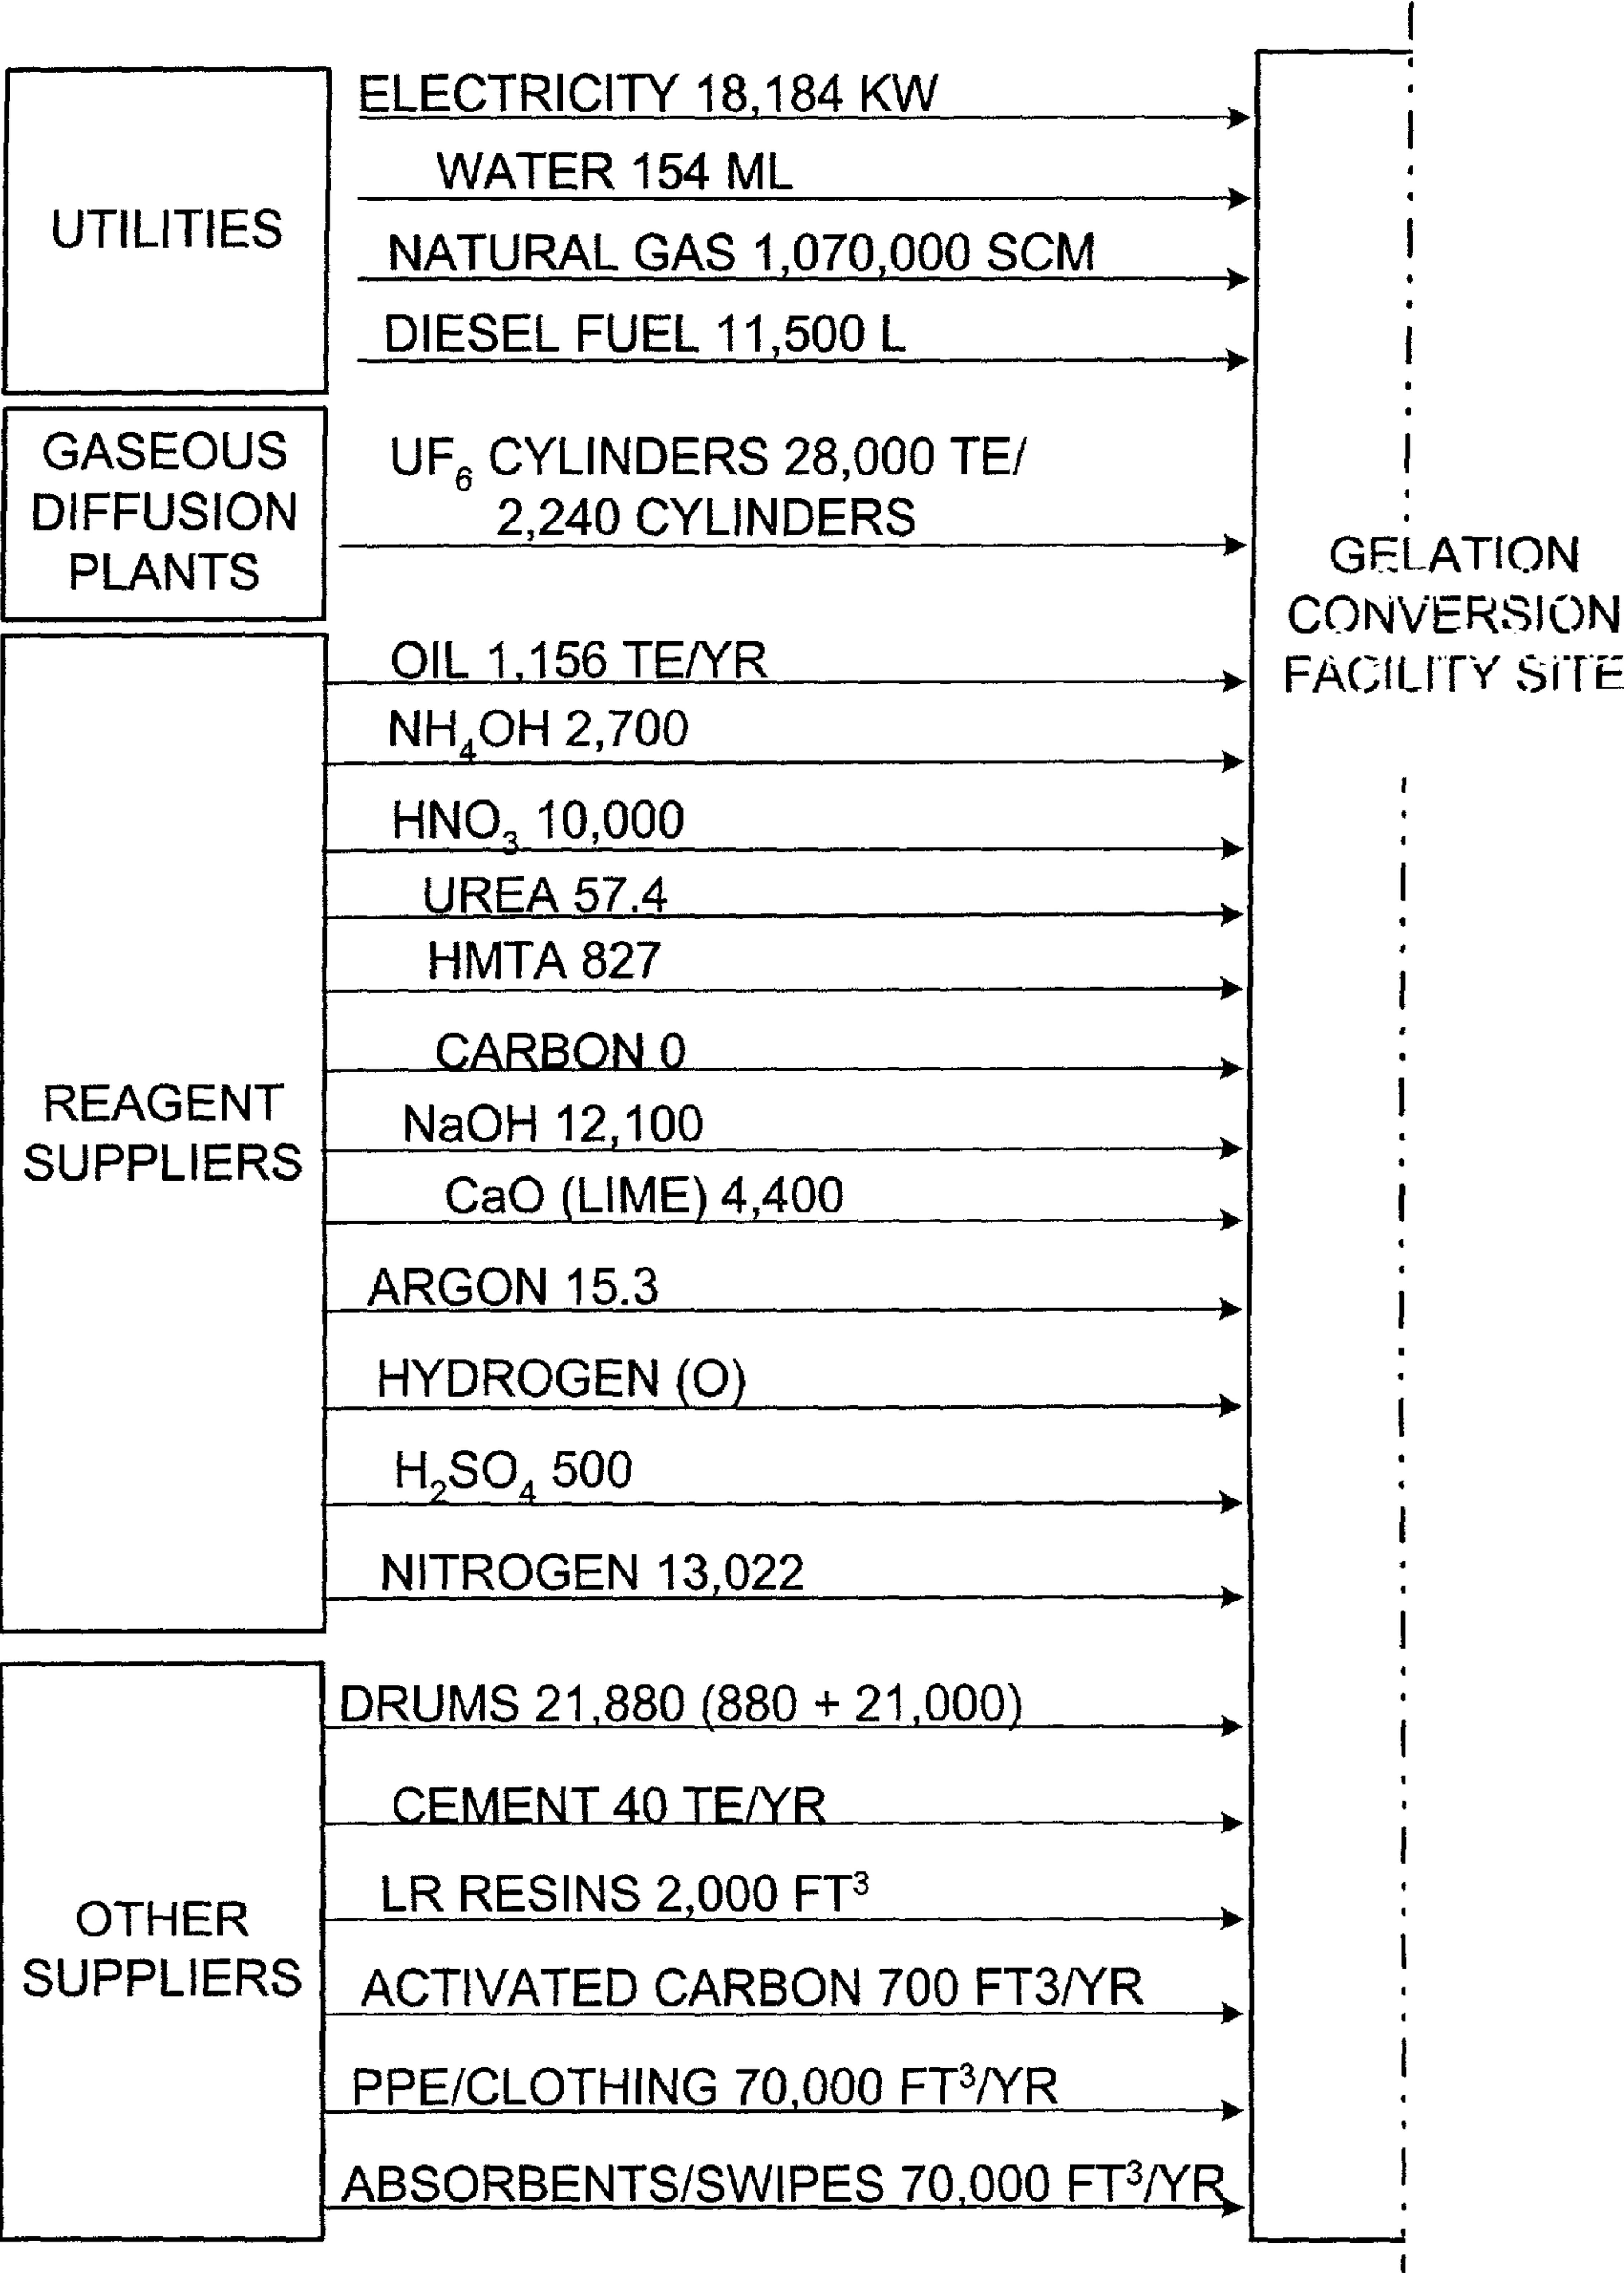 UTILITIES
ELECTRICITY 18,184 KW
WATER 154 ML
NATURAL GAS 1,070,000 SCM
DIESEL FUEL 11,500 L
GASEOUS
DIFFUSION
PLANTS
UF₆ CYLINDERS 28,000 TE/
2,240 CYLINDERS
GELATION
CONVERSION
FACILITY SITE
REAGENT
SUPPLIERS
OIL 1,156 TE/YR
NH₄OH 2,700
HNO₃ 10,000
UREA 57.4
HMTA 827
CARBON 0
NaOH 12,100
CaO (LIME) 4,400
ARGON 15.3
HYDROGEN (O)
H₂SO₄ 500
NITROGEN 13,022
OTHER
SUPPLIERS
DRUMS 21,880 (880 + 21,000)
CEMENT 40 TE/YR
LR RESINS 2,000 FT³
ACTIVATED CARBON 700 FT3/YR
PPE/CLOTHING 70,000 FT³/YR
ABSORBENTS/SWIPES 70,000 FT³/YR